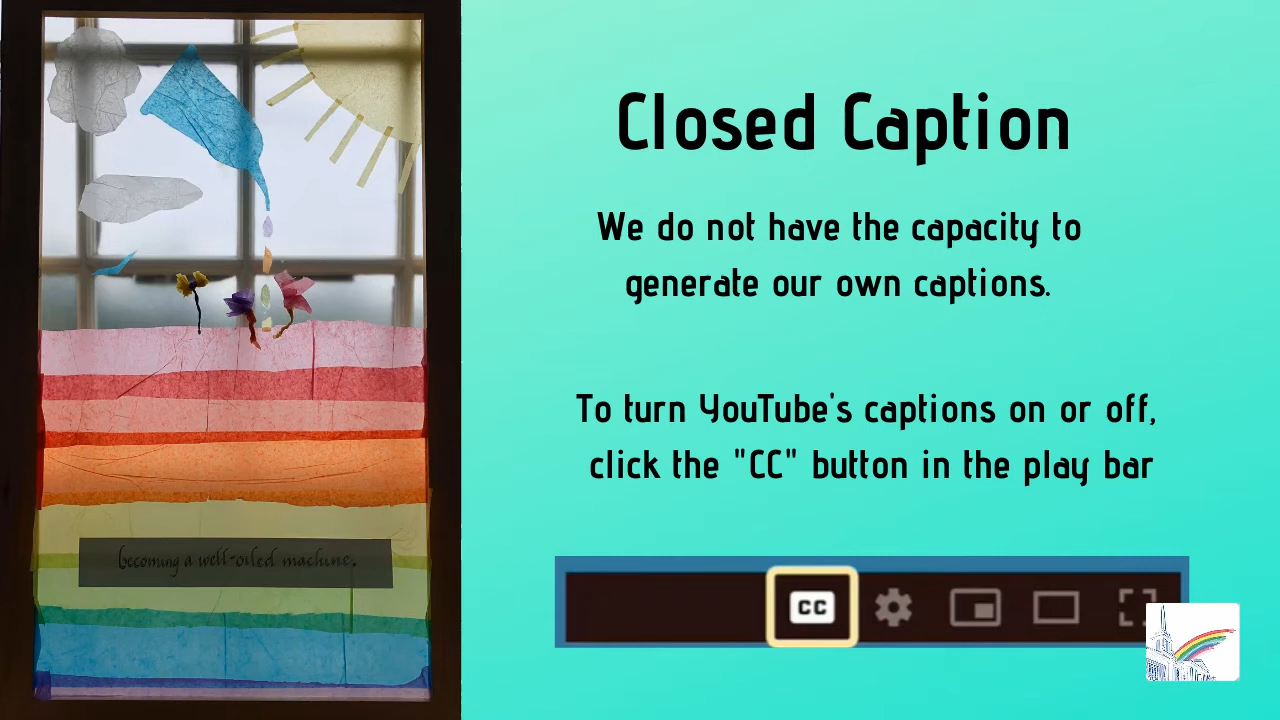 Closed Caption
We do not have the capacity to
generate our own captions.
To turn YouTube's captions on or off,
click the "CC" button in the play bar
becoming a well-oiled machine.
CC